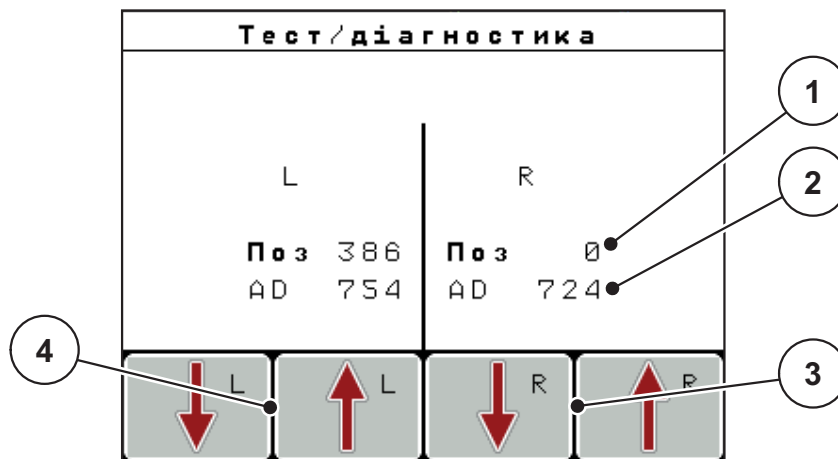 Тест/діагностика
1
L R
2
Поз 386 Поз 0
AD 754 AD 724
4 3
L L R R